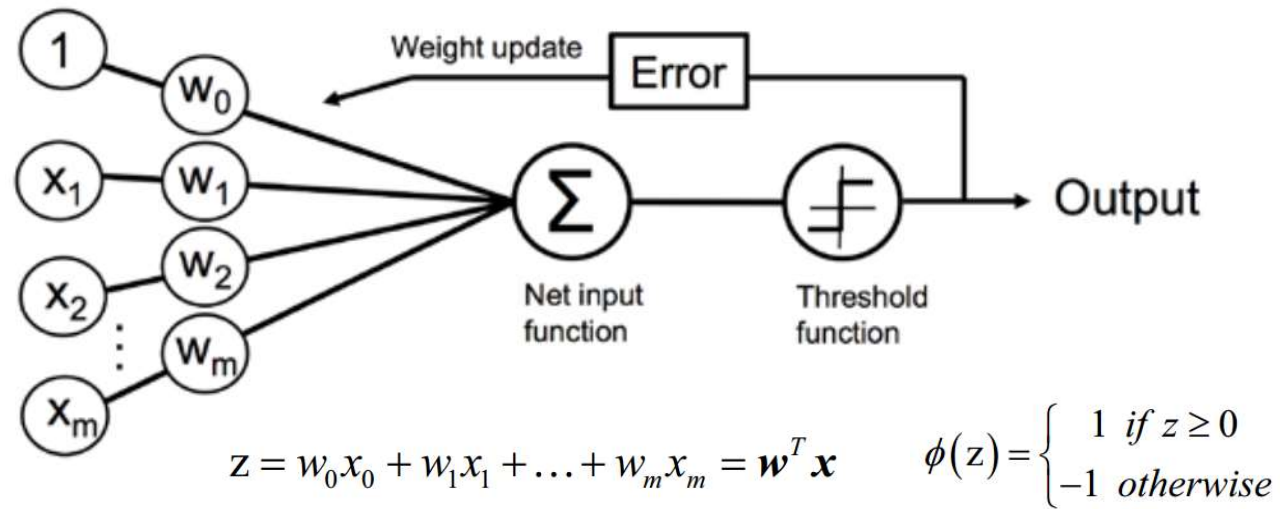 1
w₀
Weight update
Error
x₁
w₁
Σ
Output
x₂
w₂
Net input
function
Threshold
function
⋮
wₘ
xₘ
z = w₀x₀ + w₁x₁ + … + wₘxₘ = wᵀx
ϕ(z) = { 1 if z ≥ 0
−1 otherwise